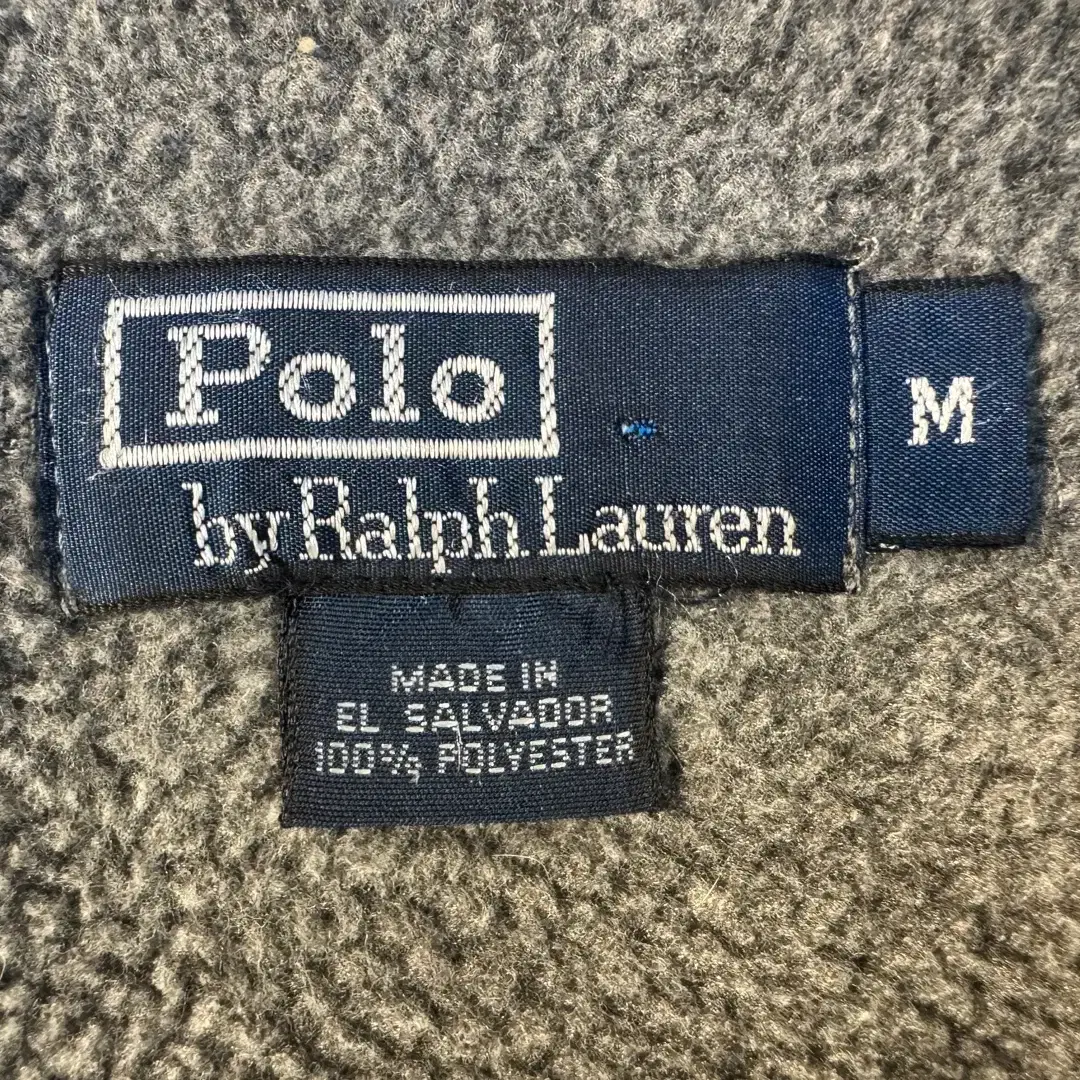 Polo
by Ralph Lauren
M
MADE IN
EL SALVADOR
100% POLYESTER